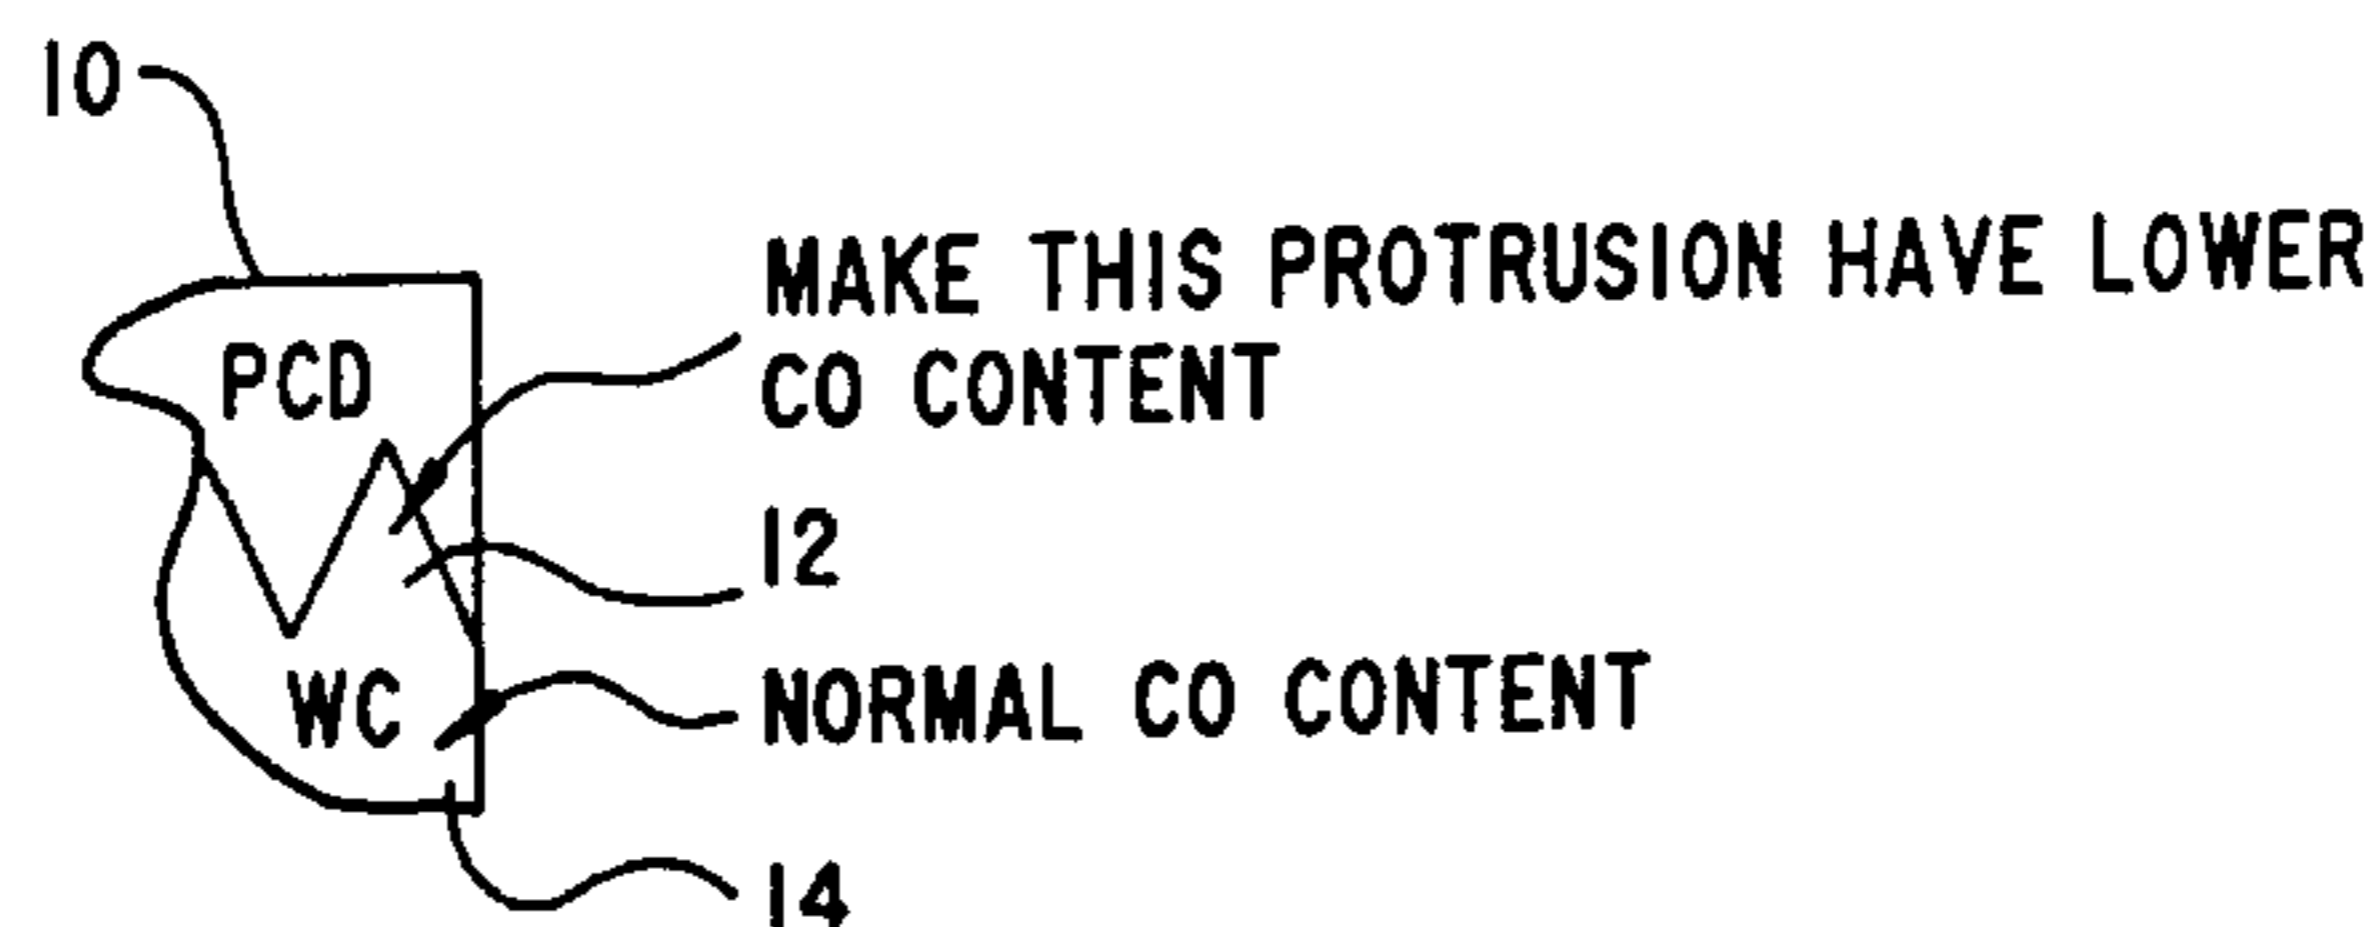 10
MAKE THIS PROTRUSION HAVE LOWER
CO CONTENT
PCD
12
WC
NORMAL CO CONTENT
14